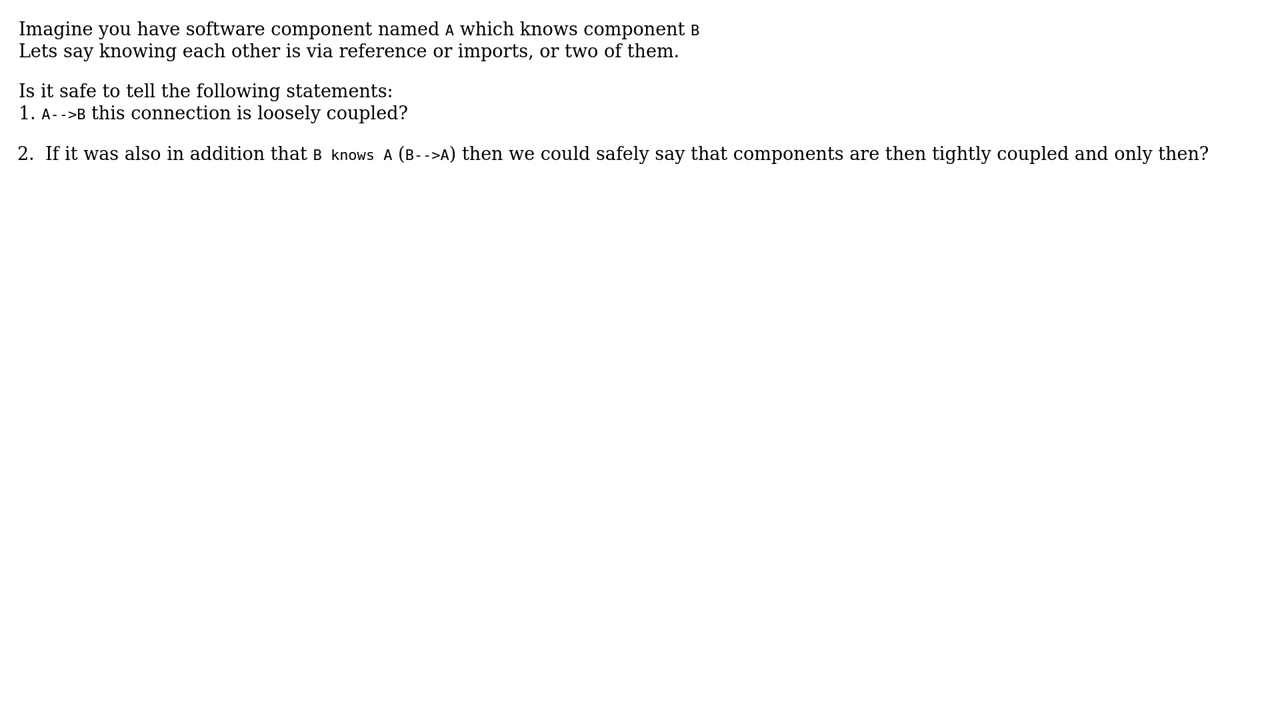 Imagine you have software component named A which knows component B
Lets say knowing each other is via reference or imports, or two of them.
Is it safe to tell the following statements:
1. A-->B this connection is loosely coupled?
2. If it was also in addition that B knows A (B-->A) then we could safely say that components are then tightly coupled and only then?